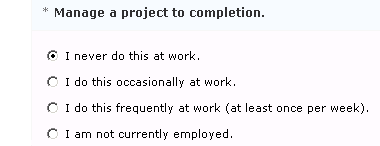 * Manage a project to completion.
I never do this at work.
I do this occasionally at work.
I do this frequently at work (at least once per week).
I am not currently employed.